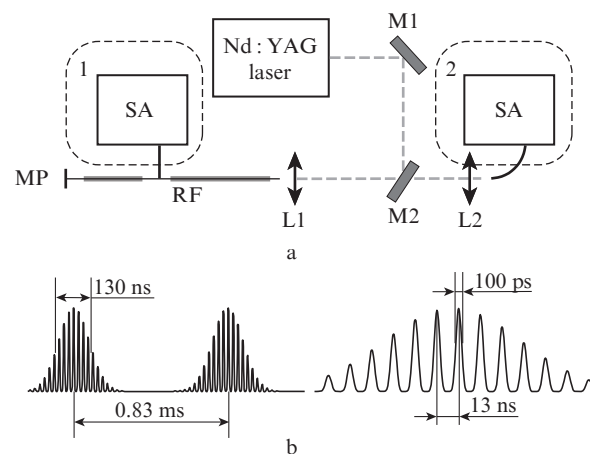 M1
Nd : YAG
laser
1
SA
2
SA
MP
RF
L1
M2
L2
a
130 ns
100 ps
0.83 ms
13 ns
b